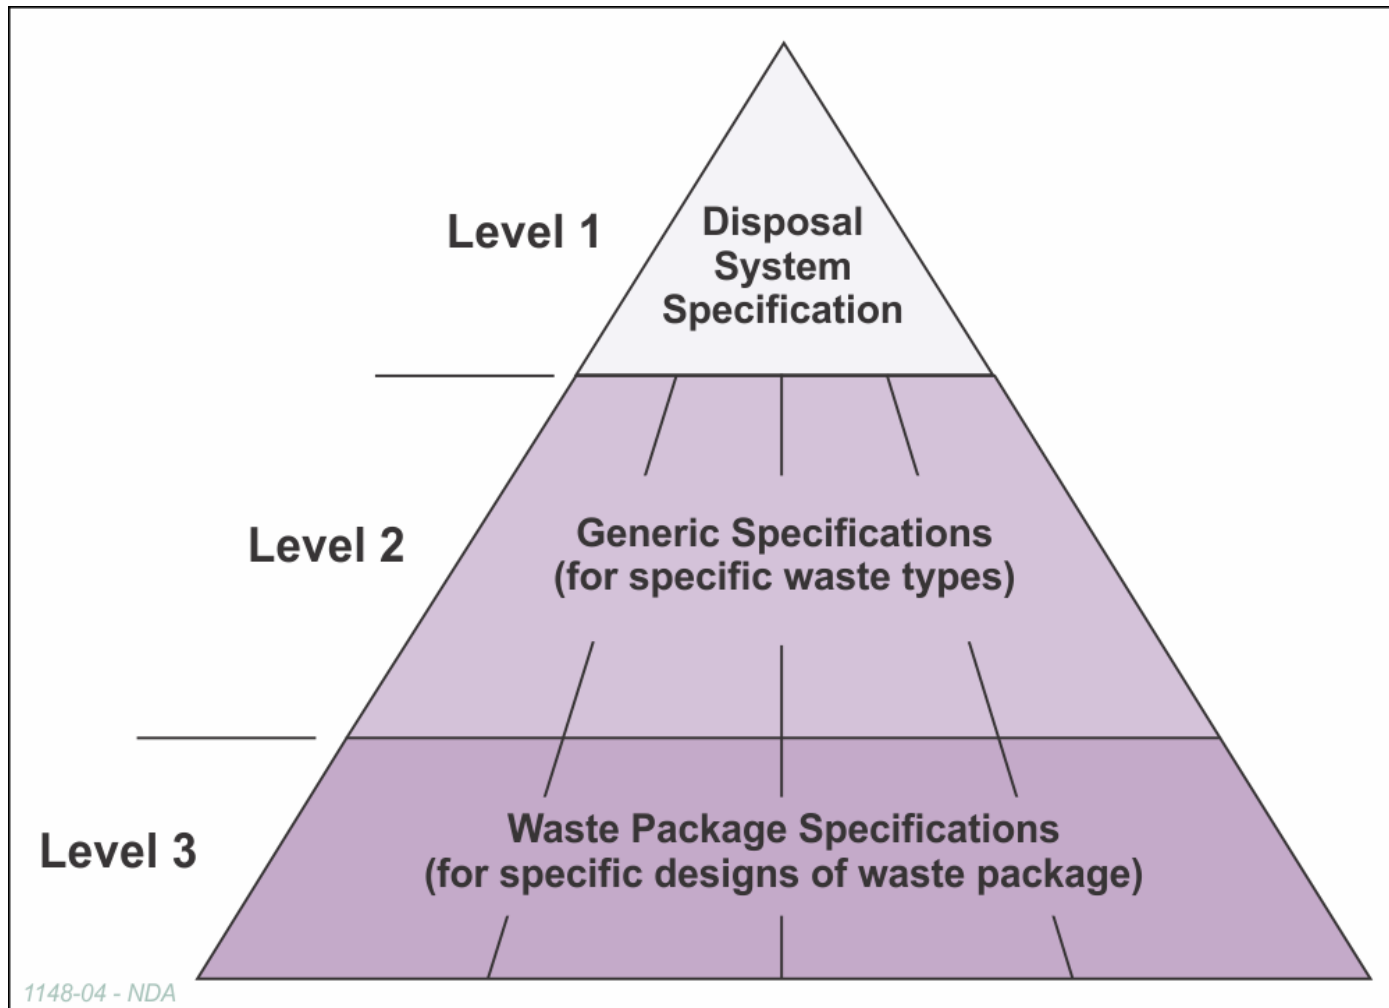 Level 1
Disposal
System
Specification
Level 2
Generic Specifications
(for specific waste types)
Level 3
Waste Package Specifications
(for specific designs of waste package)
1148-04 - NDA